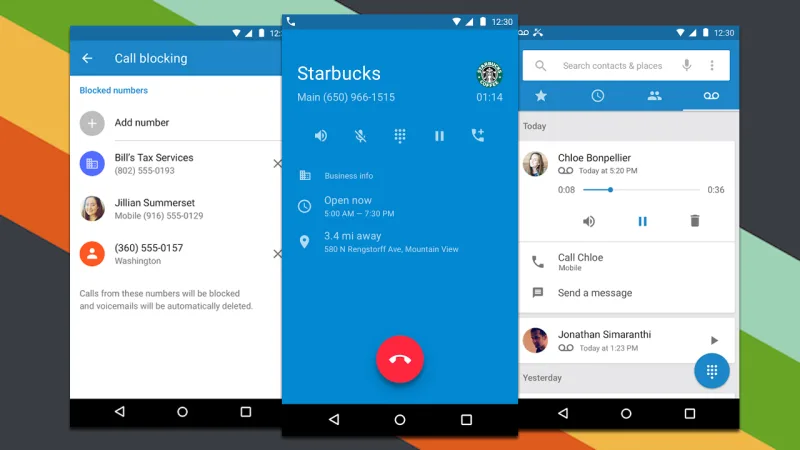 12:3
Call blocking
Blocked numbers
Add number
Bill's Tax Services
(802) 555-0193
Jillian Summerset
Mobile (916) 555-0129
(360) 555-0157
Washington
Calls from these numbers will be blocked
and voicemails will be automatically deleted.
12:30
Starbucks
Main (650) 966-1515
01:14
Business info
Open now
5:00 AM — 7:30 PM
3.4 mi away
580 N Rengstorff Ave, Mountain View
12:30
Search contacts & places
Today
Chloe Bonpellier
Today at 5:20 PM
0:08
0:36
Call Chloe
Mobile
Send a message
Jonathan Simaranthi
Today at 1:23 PM
Yesterday